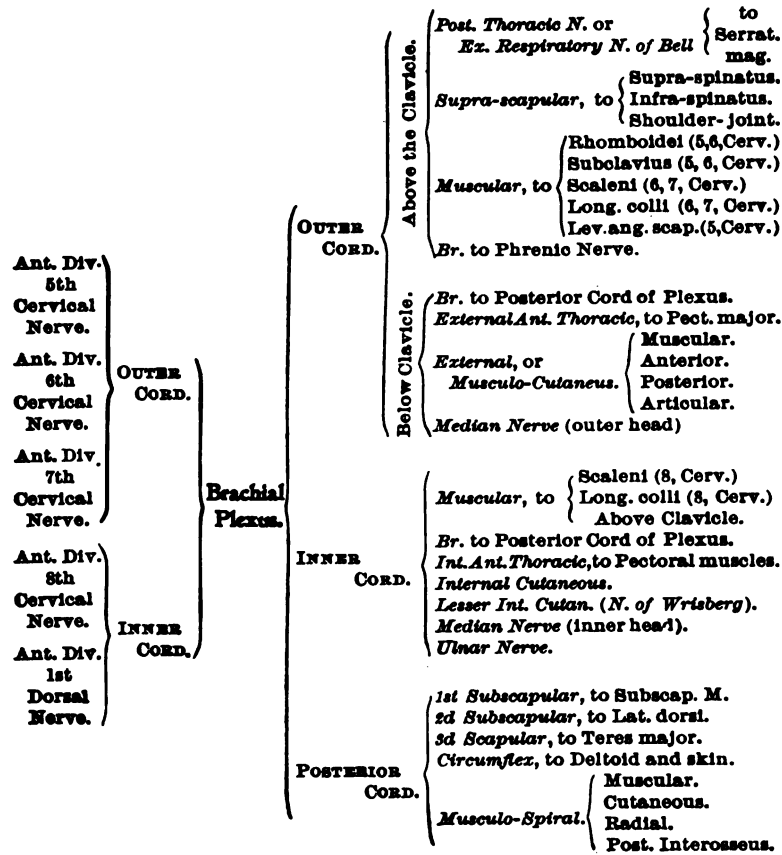 Ant. Div.
5th
Cervical
Nerve.
Ant. Div.
6th
Cervical
Nerve.
Ant. Div.
7th
Cervical
Nerve.
Ant. Div.
8th
Cervical
Nerve.
Ant. Div.
1st
Dorsal
Nerve.
OUTER
CORD.
INNER
CORD.
Brachial
Plexus.
OUTER
CORD.
Above the Clavicle.
Post. Thoracic N. or
Ex. Respiratory N. of Bell
to
Serrat.
mag.
Supra-scapular, to
Supra-spinatus.
Infra-spinatus.
Shoulder-joint.
Muscular, to
Rhomboidei (5,6,Cerv.)
Subclavius (5, 6, Cerv.)
Scaleni (6, 7, Cerv.)
Long. colli (6, 7, Cerv.)
Lev.ang. scap.(5,Cerv.)
Br. to Phrenic Nerve.
Below Clavicle.
Br. to Posterior Cord of Plexus.
External Ant. Thoracic, to Pect. major.
External, or
Musculo-Cutaneus.
Muscular.
Anterior.
Posterior.
Articular.
Median Nerve (outer head)
INNER
CORD.
Muscular, to
Scaleni (8, Cerv.)
Long. colli (8, Cerv.)
Above Clavicle.
Br. to Posterior Cord of Plexus.
Int. Ant. Thoracic, to Pectoral muscles.
Internal Cutaneous.
Lesser Int. Cutan. (N. of Wrisberg).
Median Nerve (inner head).
Ulnar Nerve.
POSTERIOR
CORD.
1st Subscapular, to Subscap. M.
2d Subscapular, to Lat. dorsi.
3d Scapular, to Teres major.
Circumflex, to Deltoid and skin.
Musculo-Spiral.
Muscular.
Cutaneous.
Radial.
Post. Interosseus.